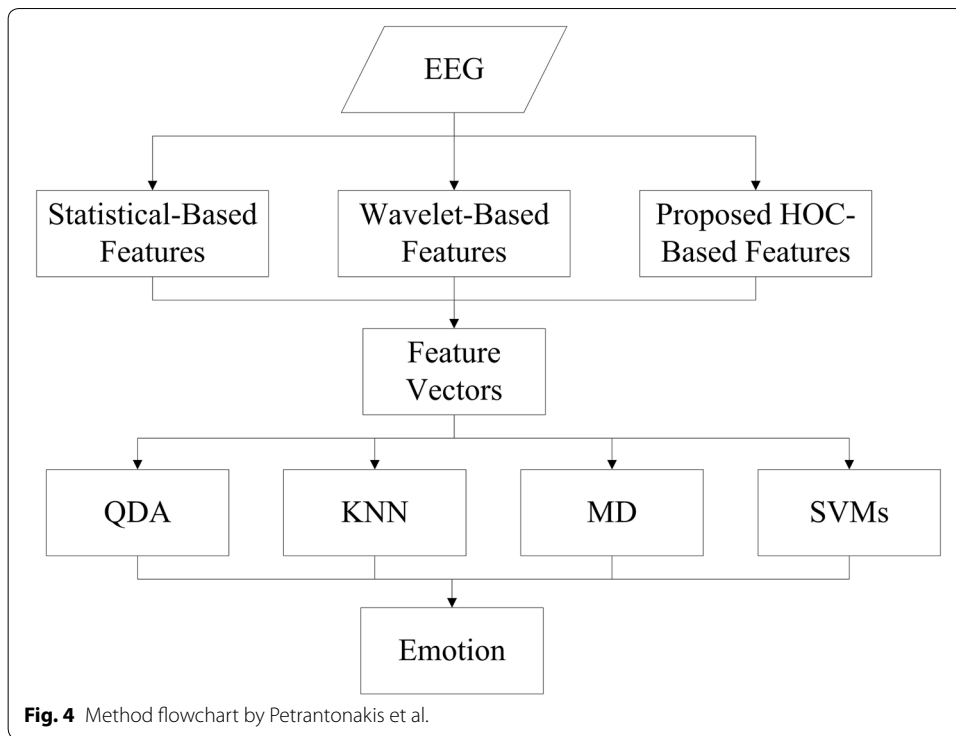 EEG
Statistical-Based
Features
Wavelet-Based
Features
Proposed HOC-
Based Features
Feature
Vectors
QDA
KNN
MD
SVMs
Emotion
Fig. 4 Method flowchart by Petrantonakis et al.